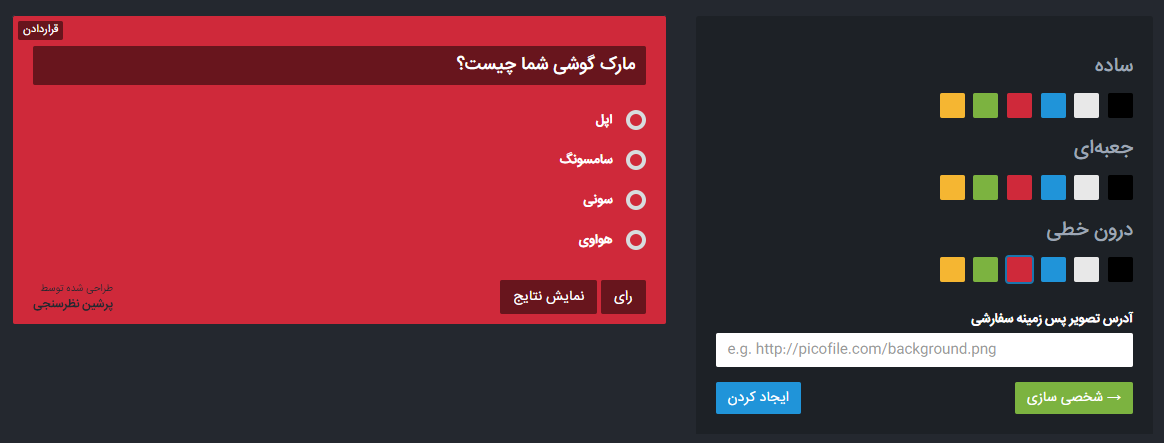 قراردادن
مارک گوشی شما چیست؟
اپل
سامسونگ
سونی
هواوی
رای
نمایش نتایج
طراحی شده توسط
پرشین نظرسنجی
ساده
جعبه‌ای
درون خطی
آدرس تصویر پس زمینه سفارشی
e.g. http://picofile.com/background.png
→ شخصی سازی
ایجاد کردن